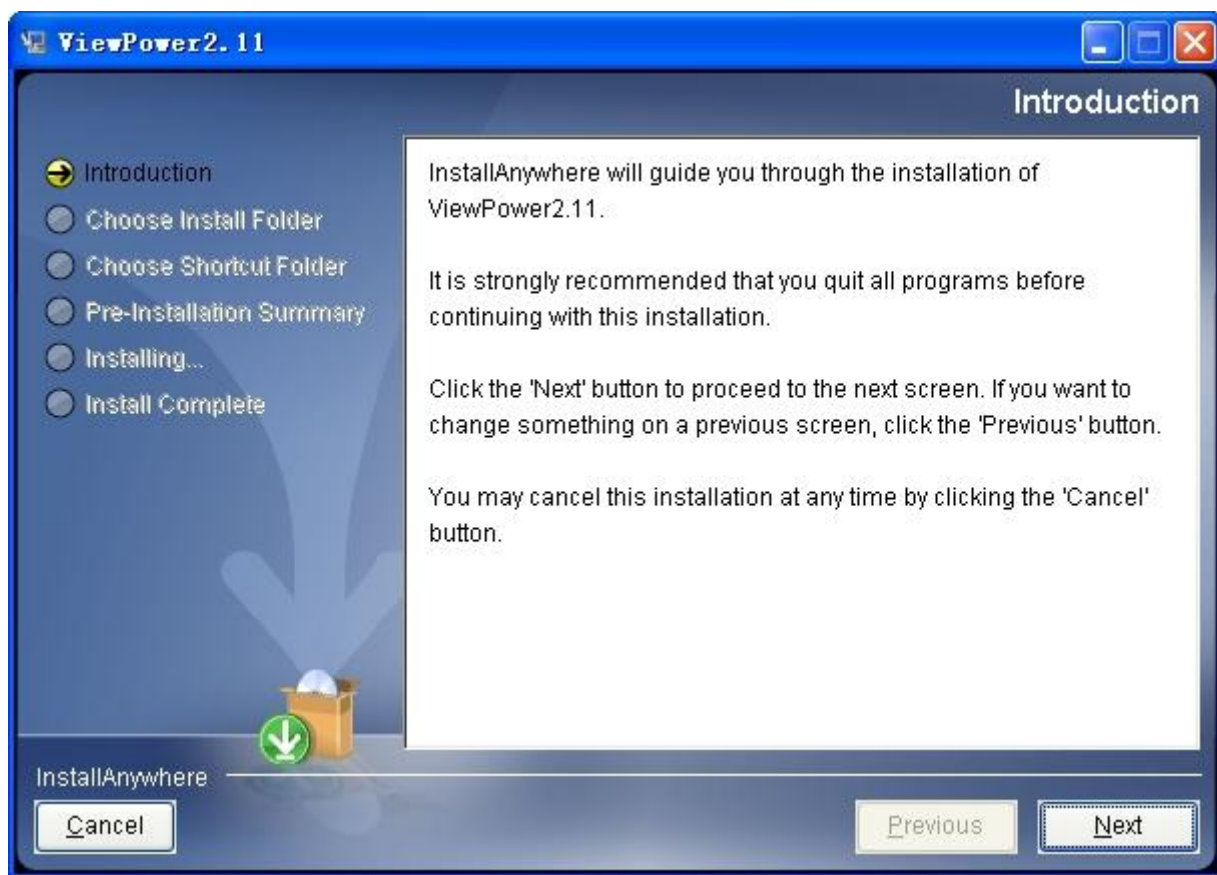 ViewPower2.11
Introduction
Introduction
Choose Install Folder
Choose Shortcut Folder
Pre-Installation Summary
Installing...
Install Complete
InstallAnywhere will guide you through the installation of
ViewPower2.11.
It is strongly recommended that you quit all programs before
continuing with this installation.
Click the 'Next' button to proceed to the next screen. If you want to
change something on a previous screen, click the 'Previous' button.
You may cancel this installation at any time by clicking the 'Cancel'
button.
InstallAnywhere
Cancel
Previous
Next